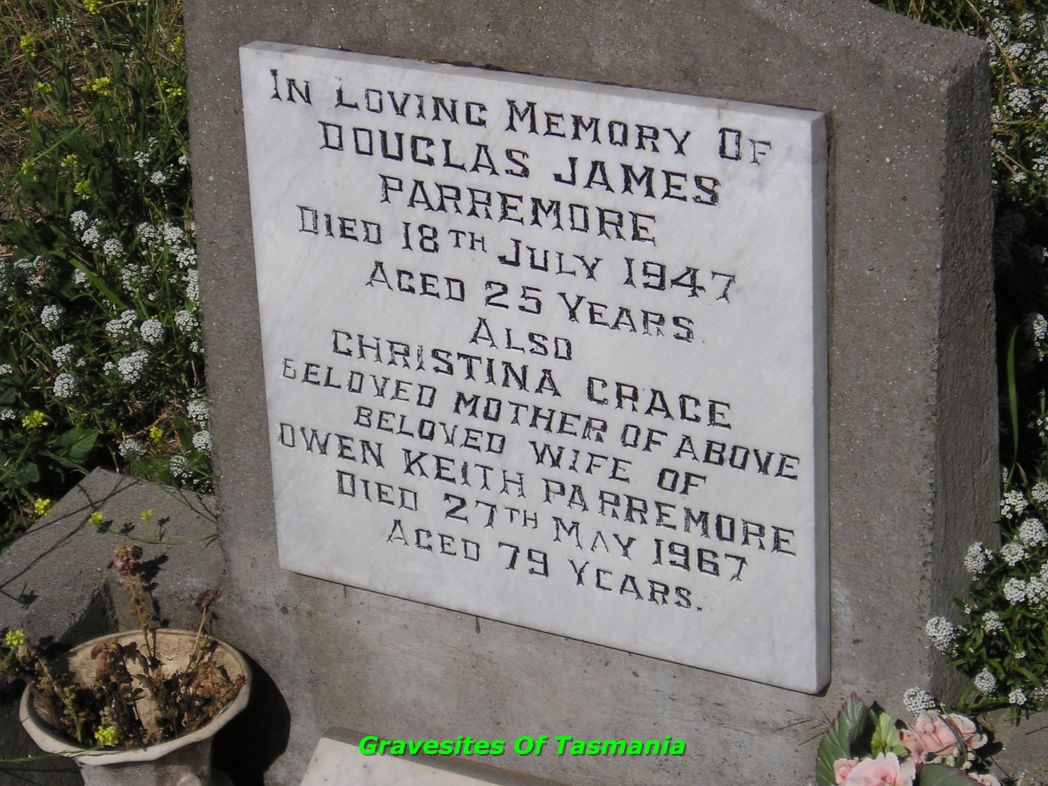 IN LOVING MEMORY OF
DOUGLAS JAMES
PARREMORE
DIED 18TH JULY 1947
AGED 25 YEARS.
ALSO
CHRISTINA GRACE
BELOVED MOTHER OF ABOVE
BELOVED WIFE OF
OWEN KEITH PARREMORE
DIED 27TH MAY 1967
AGED 79 YEARS.
Gravesites Of Tasmania